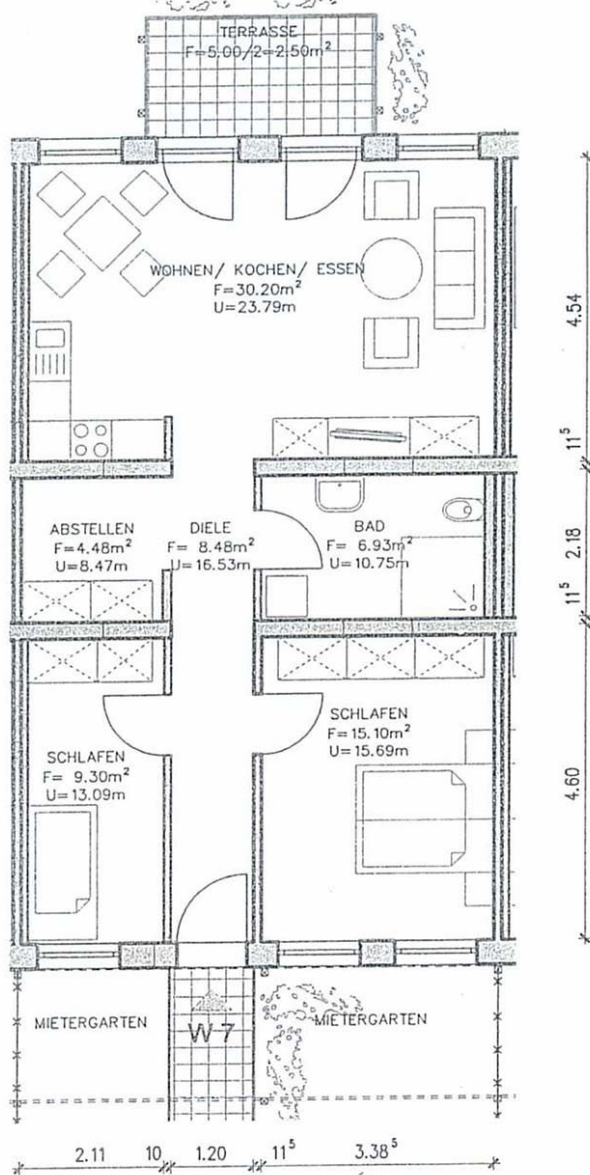 TERRASSE
F=5.00/2=2.50m²
WOHNEN/ KOCHEN/ ESSEN
F=30.20m²
U=23.79m
4.54
11⁵
ABSTELLEN
F=4.48m²
U=8.47m
DIELE
F= 8.48m²
U=16.53m
BAD
F= 6.93m²
U=10.75m
2.18
11⁵
SCHLAFEN
F= 9.30m²
U=13.09m
SCHLAFEN
F=15.10m²
U=15.69m
4.60
MIETERGARTEN
W7
MIETERGARTEN
2.11 10 1.20 11⁵ 3.38⁵